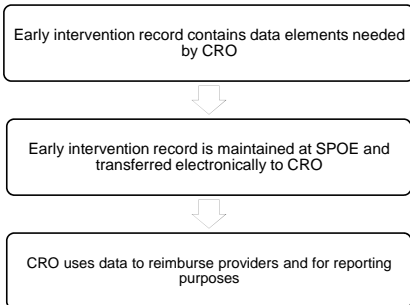 Early intervention record contains data elements needed
by CRO
Early intervention record is maintained at SPOE and
transferred electronically to CRO
CRO uses data to reimburse providers and for reporting
purposes